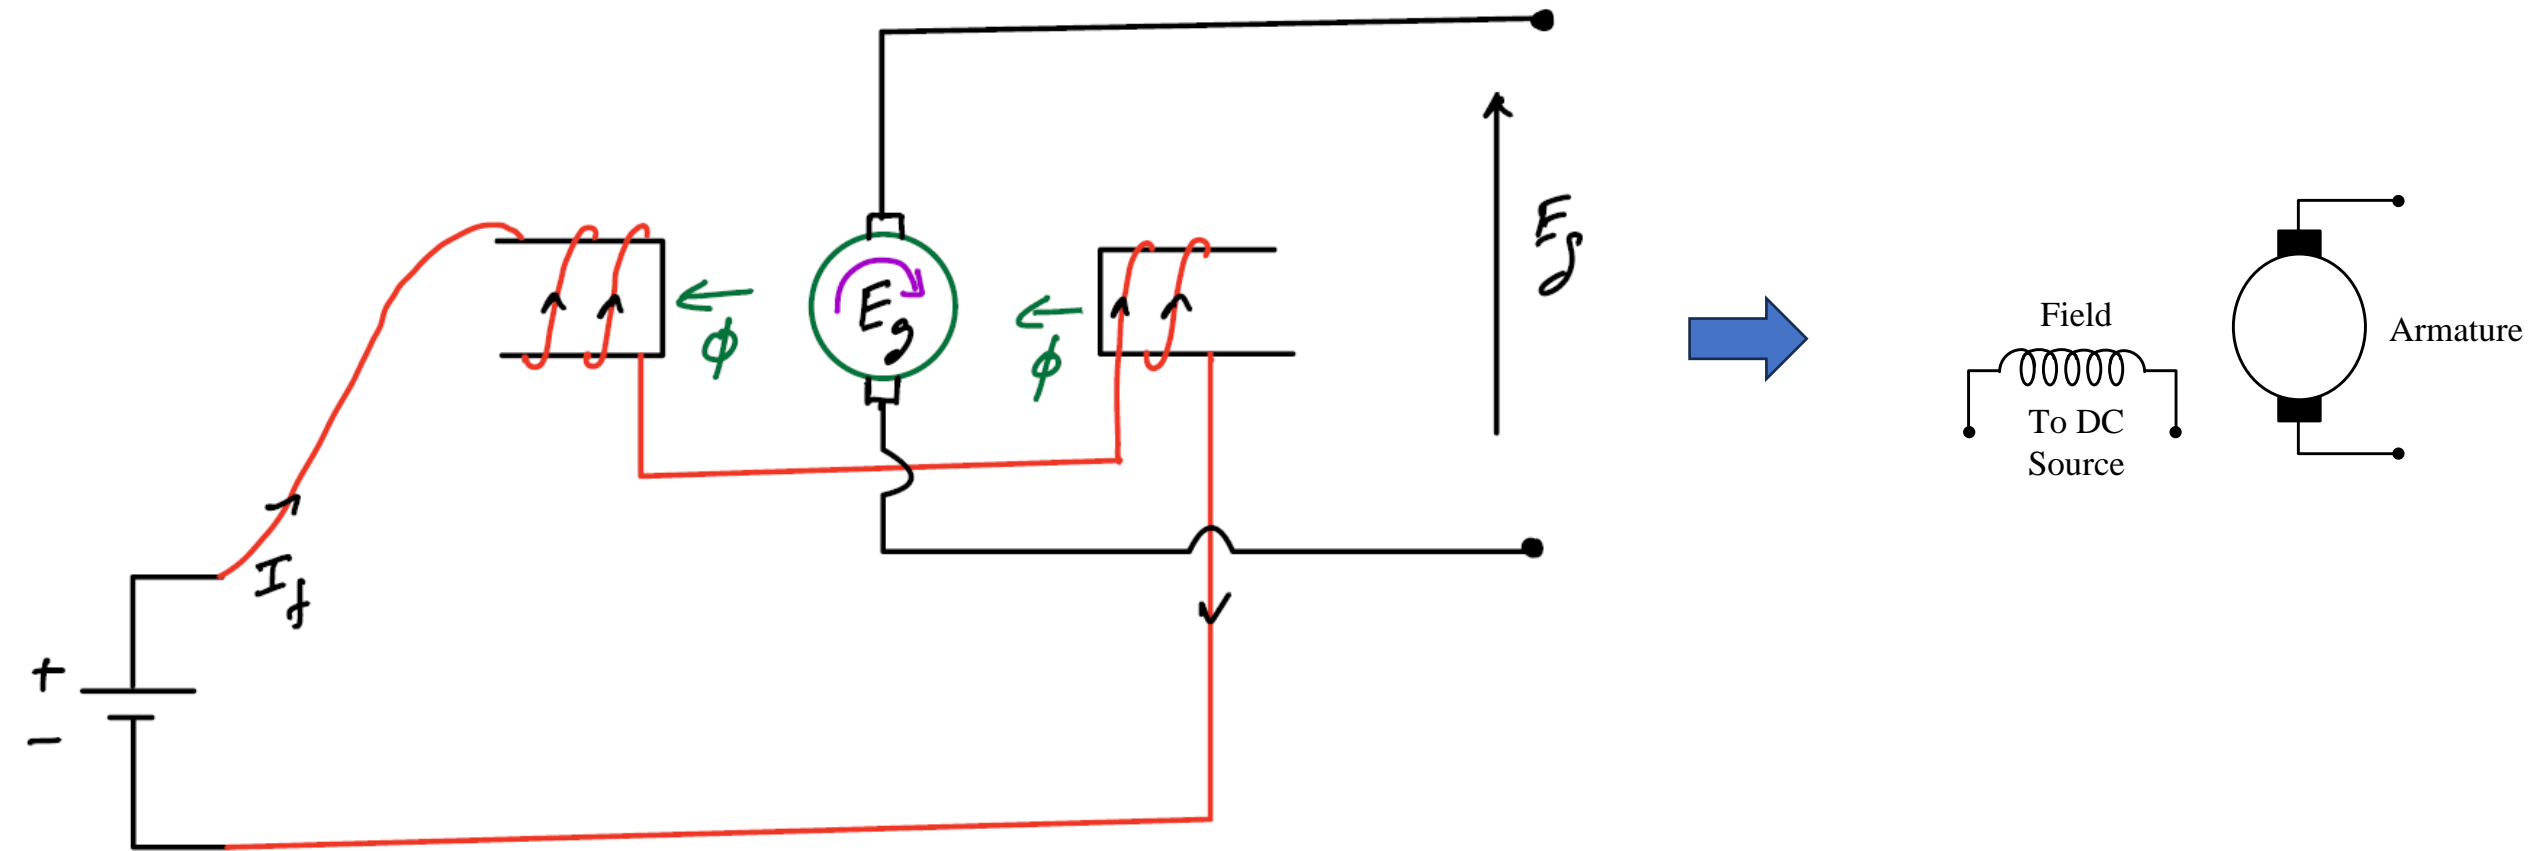 E_g
Field
E_g
Armature
ϕ
ϕ
To DC
Source
I_f
+
−